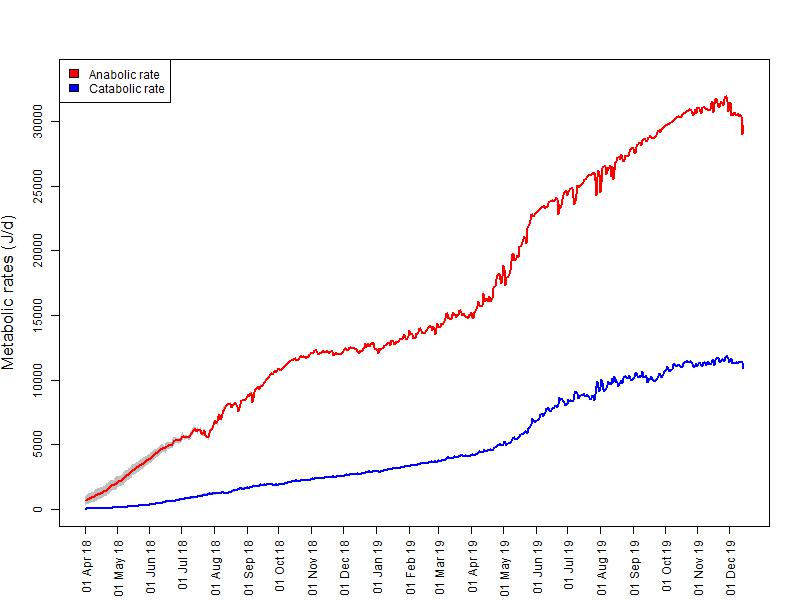 Anabolic rate
Catabolic rate
Metabolic rates (J/d)
30000
25000
20000
15000
10000
5000
0
01 Apr 18
01 May 18
01 Jun 18
01 Jul 18
01 Aug 18
01 Sep 18
01 Oct 18
01 Nov 18
01 Dec 18
01 Jan 19
01 Feb 19
01 Mar 19
01 Apr 19
01 May 19
01 Jun 19
01 Jul 19
01 Aug 19
01 Sep 19
01 Oct 19
01 Nov 19
01 Dec 19